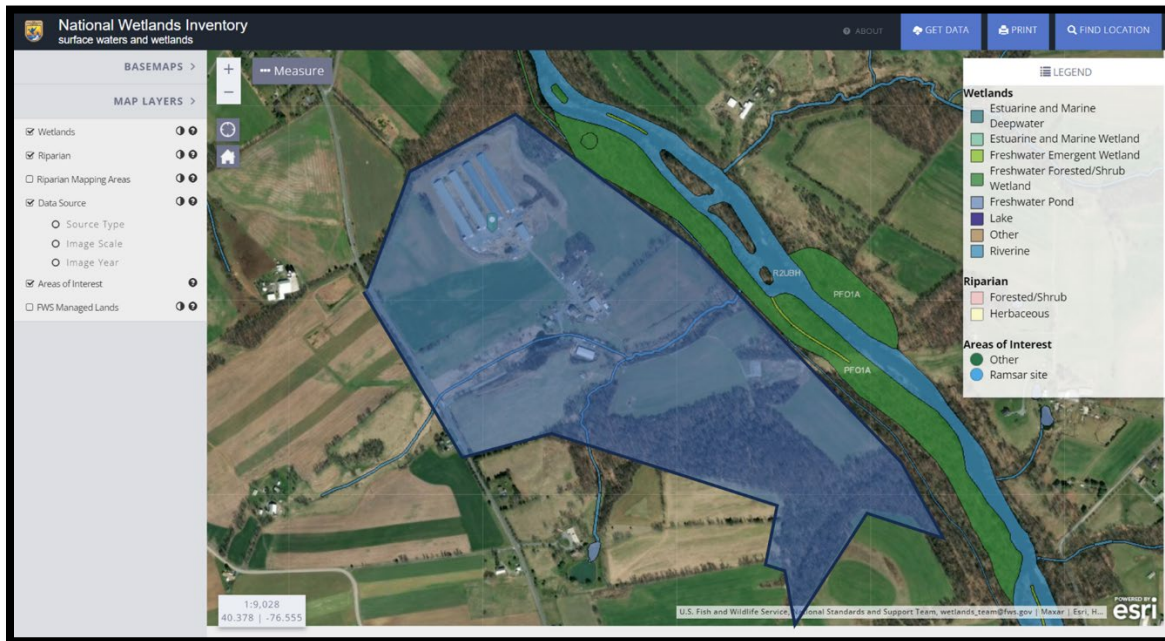 National Wetlands Inventory
surface waters and wetlands
ABOUT
GET DATA
PRINT
FIND LOCATION
BASEMAPS >
MAP LAYERS >
Wetlands
Riparian
Riparian Mapping Areas
Data Source
Source Type
Image Scale
Image Year
Areas of Interest
FWS Managed Lands
+
−
Measure
LEGEND
Wetlands
Estuarine and Marine
Deepwater
Estuarine and Marine Wetland
Freshwater Emergent Wetland
Freshwater Forested/Shrub
Wetland
Freshwater Pond
Lake
Other
Riverine
Riparian
Forested/Shrub
Herbaceous
Areas of Interest
Other
Ramsar site
R2UBH
PFO1A
PFO1A
1:9,028
40.378 | -76.555
U.S. Fish and Wildlife Service, National Standards and Support Team, wetlands_team@fws.gov | Maxar | Esri, H...
POWERED BY
esri